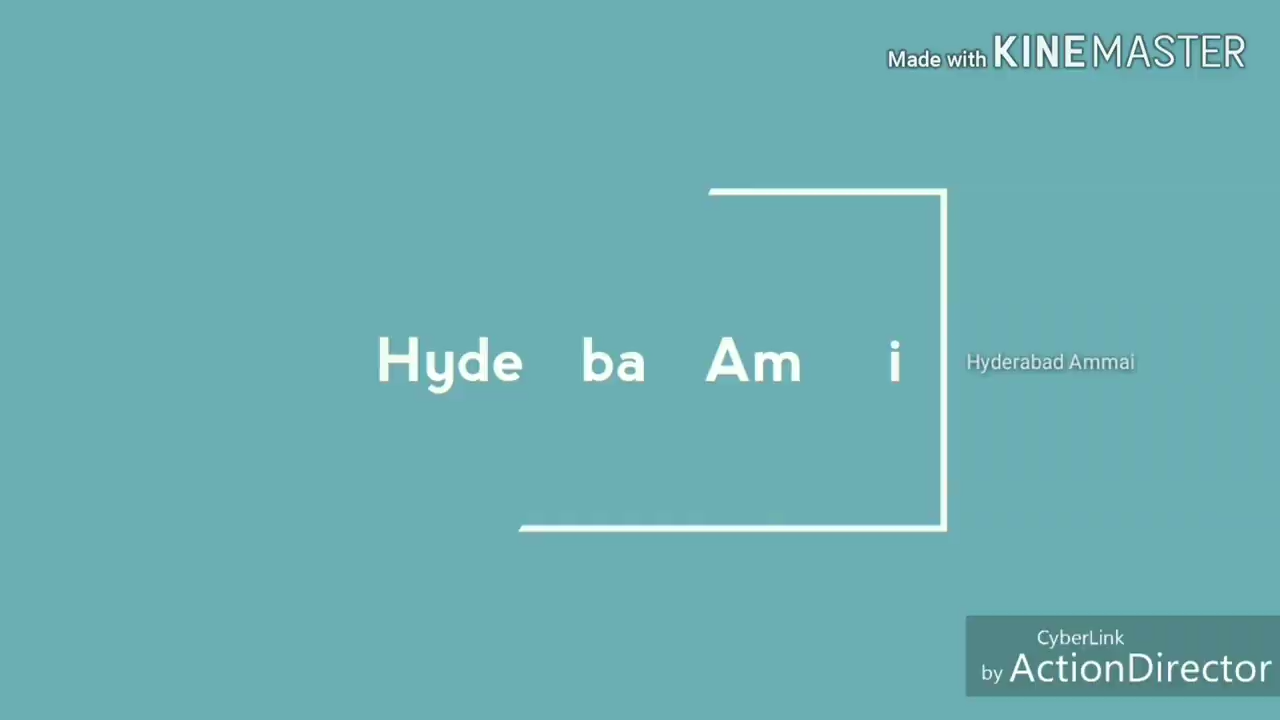 Made with KINEMASTER
Hyde ba Am i
Hyderabad Ammai
CyberLink
by ActionDirector